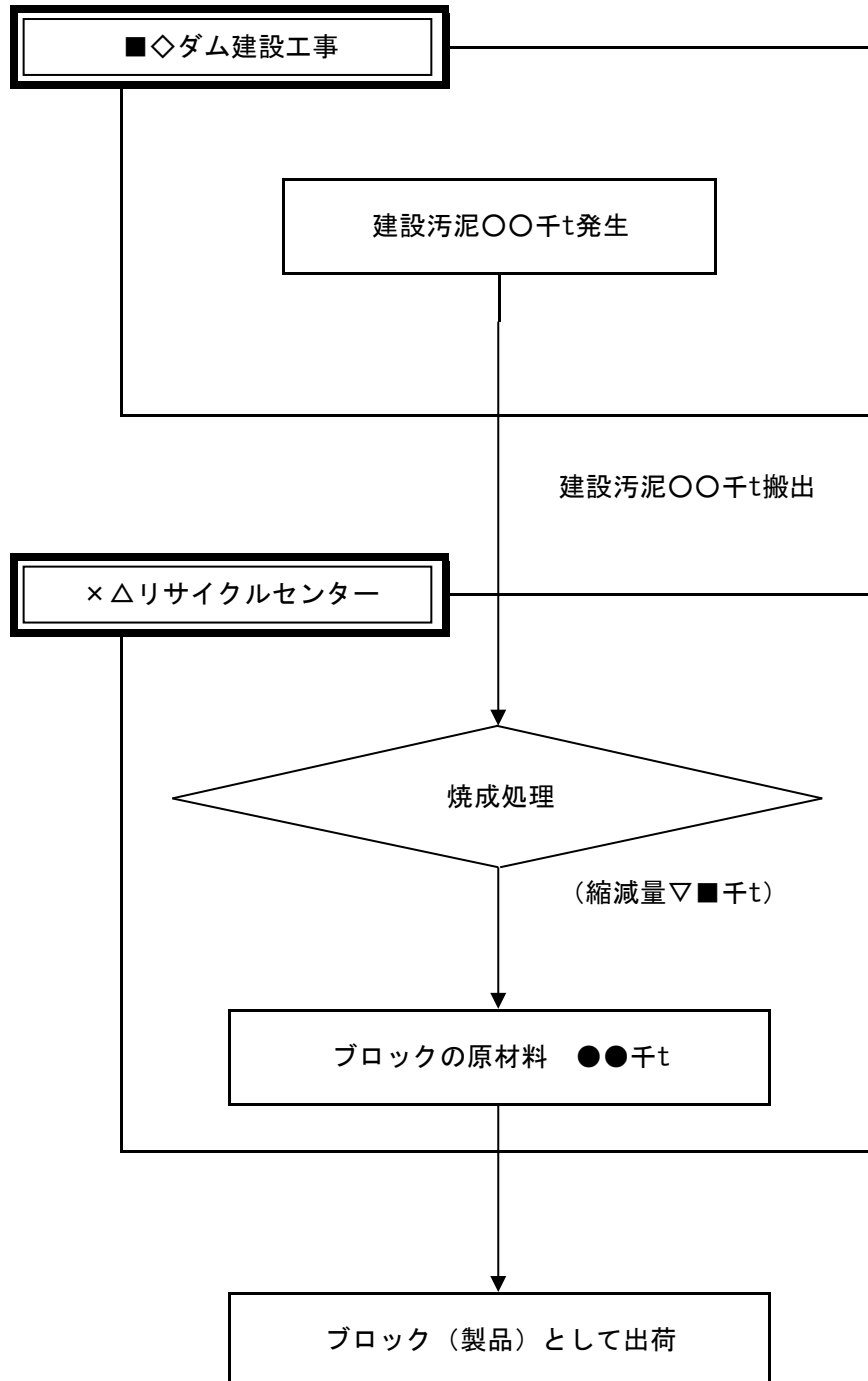 ■◇ダム建設工事
建設汚泥〇〇千t発生
建設汚泥〇〇千t搬出
×△リサイクルセンター
焼成処理
（縮減量▽■千t）
ブロックの原材料　●●千t
ブロック（製品）として出荷